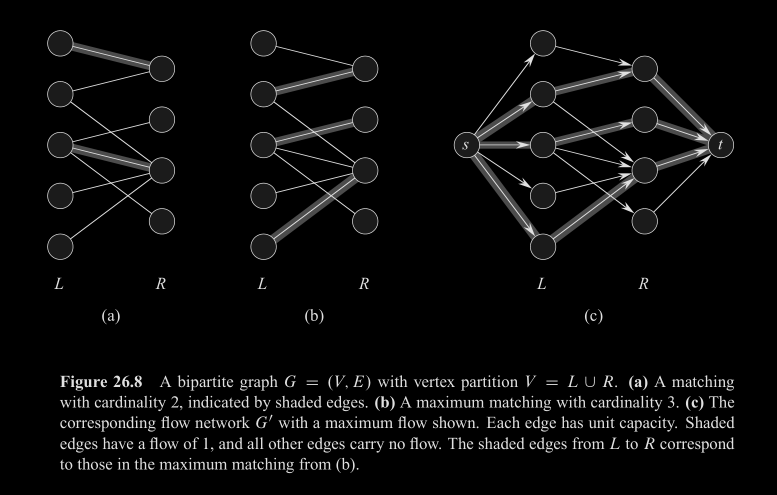 s
t
L
R
L
R
L
R
(a)
(b)
(c)
Figure 26.8 A bipartite graph G = (V, E) with vertex partition V = L ∪ R. (a) A matching
with cardinality 2, indicated by shaded edges. (b) A maximum matching with cardinality 3. (c) The
corresponding flow network G′ with a maximum flow shown. Each edge has unit capacity. Shaded
edges have a flow of 1, and all other edges carry no flow. The shaded edges from L to R correspond
to those in the maximum matching from (b).